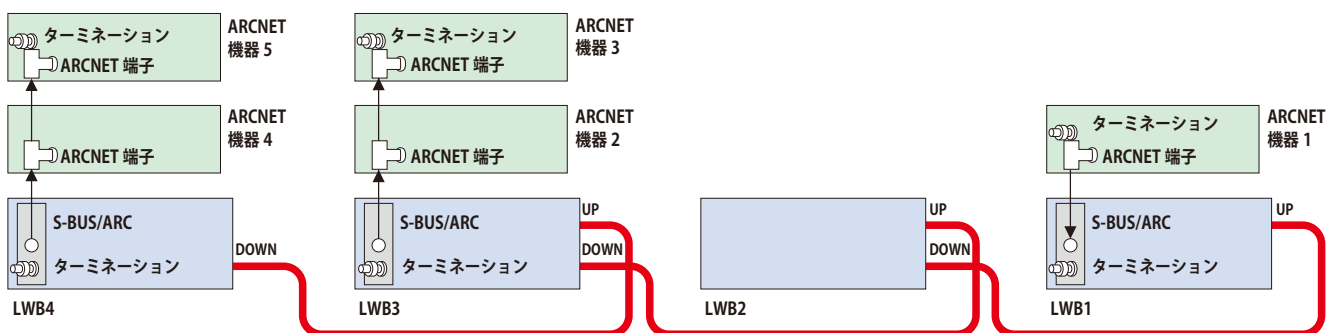 ターミネーション
ARCNET 端子
ARCNET
機器 5
ターミネーション
ARCNET 端子
ARCNET
機器 3
ARCNET 端子
ARCNET
機器 4
ARCNET 端子
ARCNET
機器 2
ターミネーション
ARCNET 端子
ARCNET
機器 1
S-BUS/ARC
ターミネーション
DOWN
LWB4
S-BUS/ARC
ターミネーション
UP
DOWN
LWB3
UP
DOWN
LWB2
S-BUS/ARC
ターミネーション
UP
LWB1